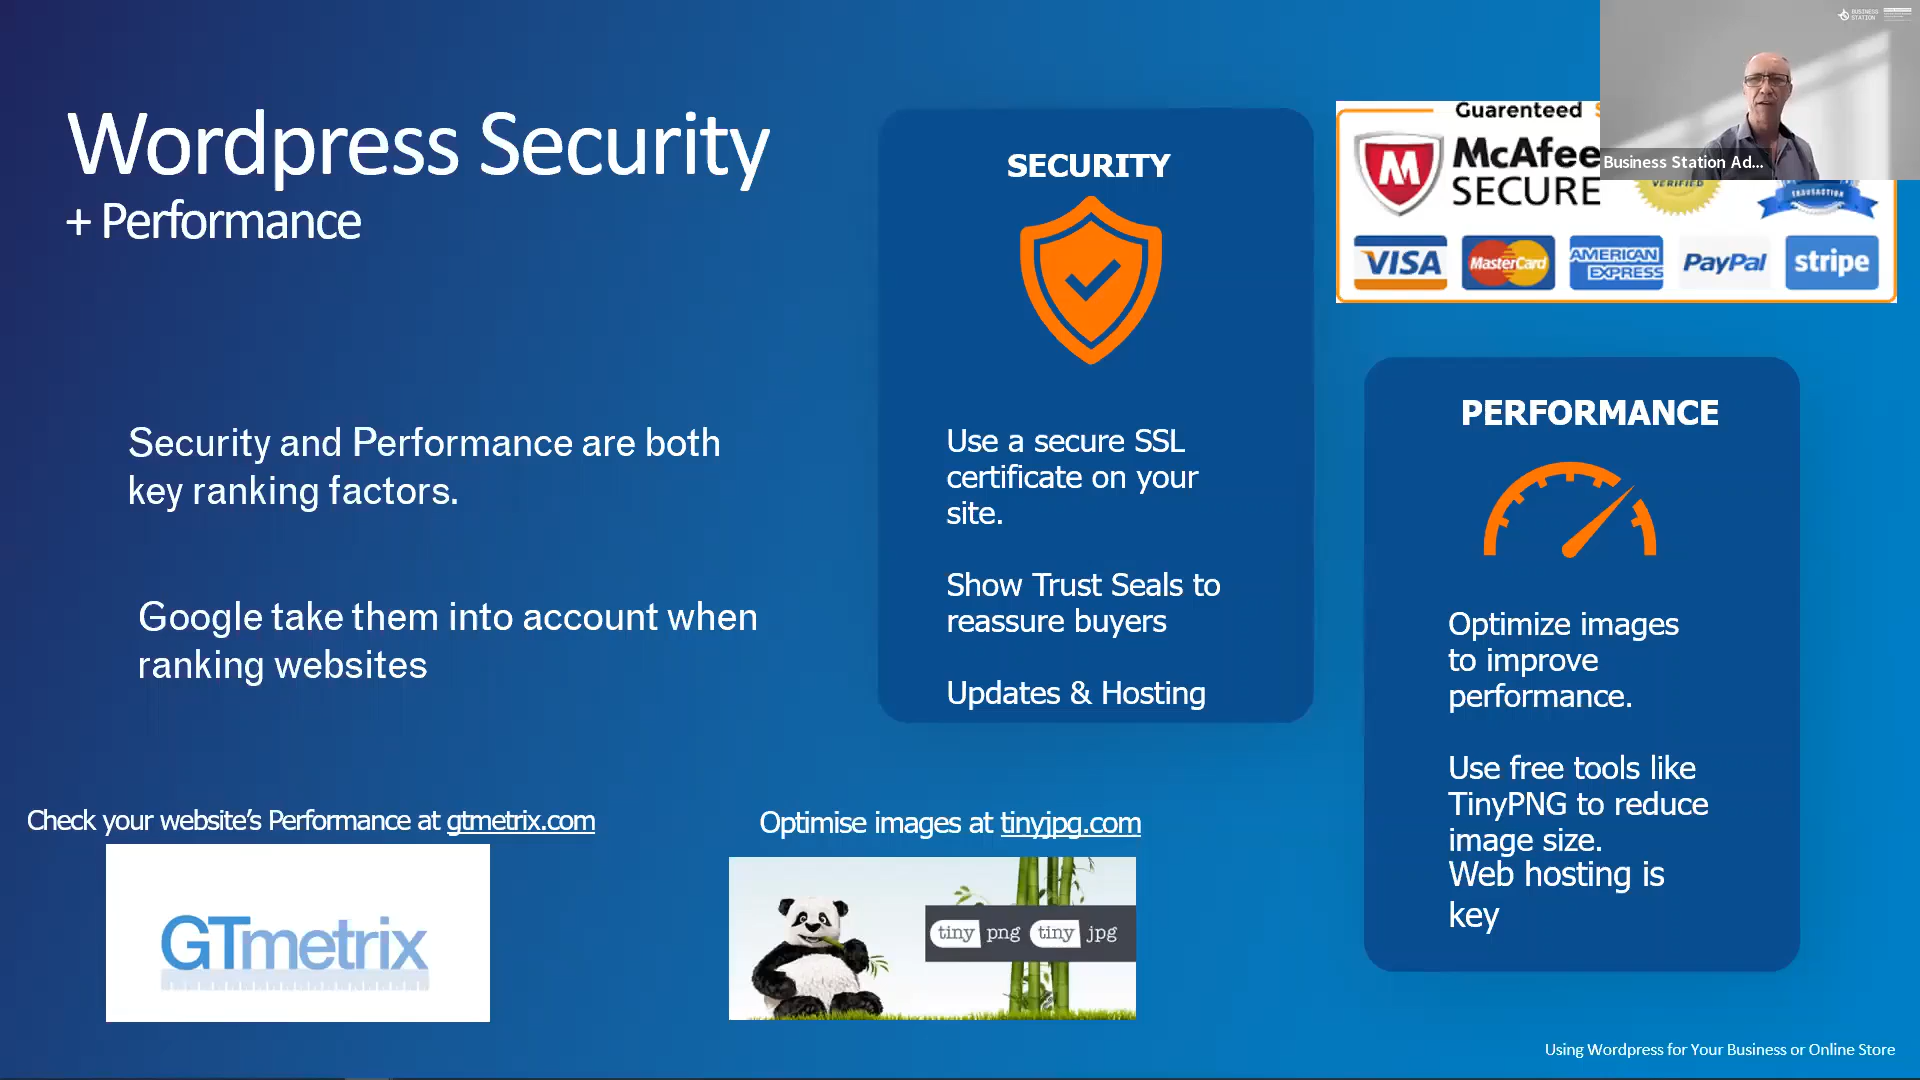 Wordpress Security
+ Performance
Security and Performance are both
key ranking factors.
Google take them into account when
ranking websites
Check your website’s Performance at gtmetrix.com
GTmetrix
Optimise images at tinyjpg.com
tiny png tiny jpg
SECURITY
Use a secure SSL
certificate on your
site.
Show Trust Seals to
reassure buyers
Updates & Hosting
Guarenteed
McAfee
SECURE
VERIFIED
TRANSACTION
VISA MasterCard AMERICAN EXPRESS PayPal stripe
BUSINESS
STATION
Business Station Ad...
PERFORMANCE
Optimize images
to improve
performance.
Use free tools like
TinyPNG to reduce
image size.
Web hosting is
key
Using Wordpress for Your Business or Online Store